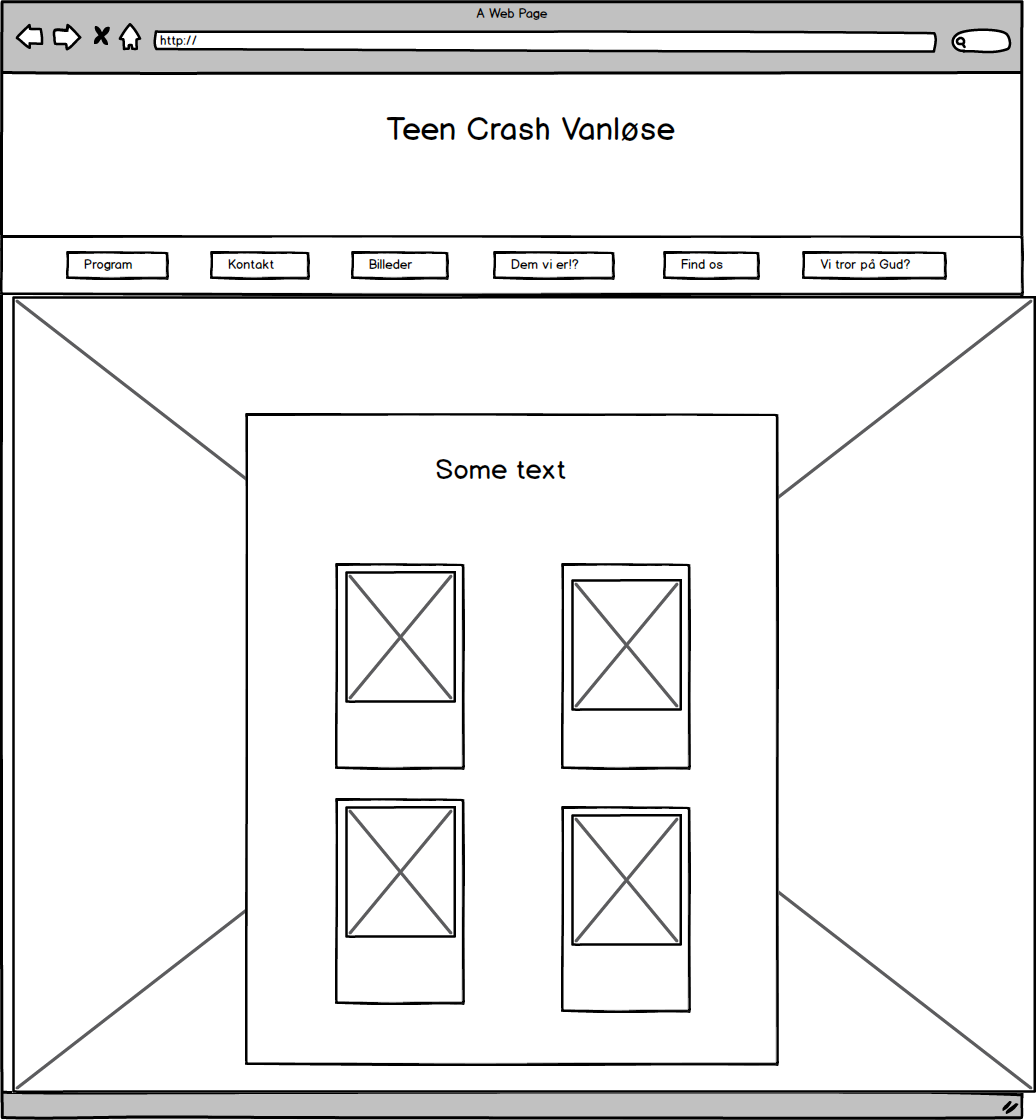 A Web Page
http://
Teen Crash Vanløse
Program
Kontakt
Billeder
Dem vi er!?
Find os
Vi tror på Gud?
Some text